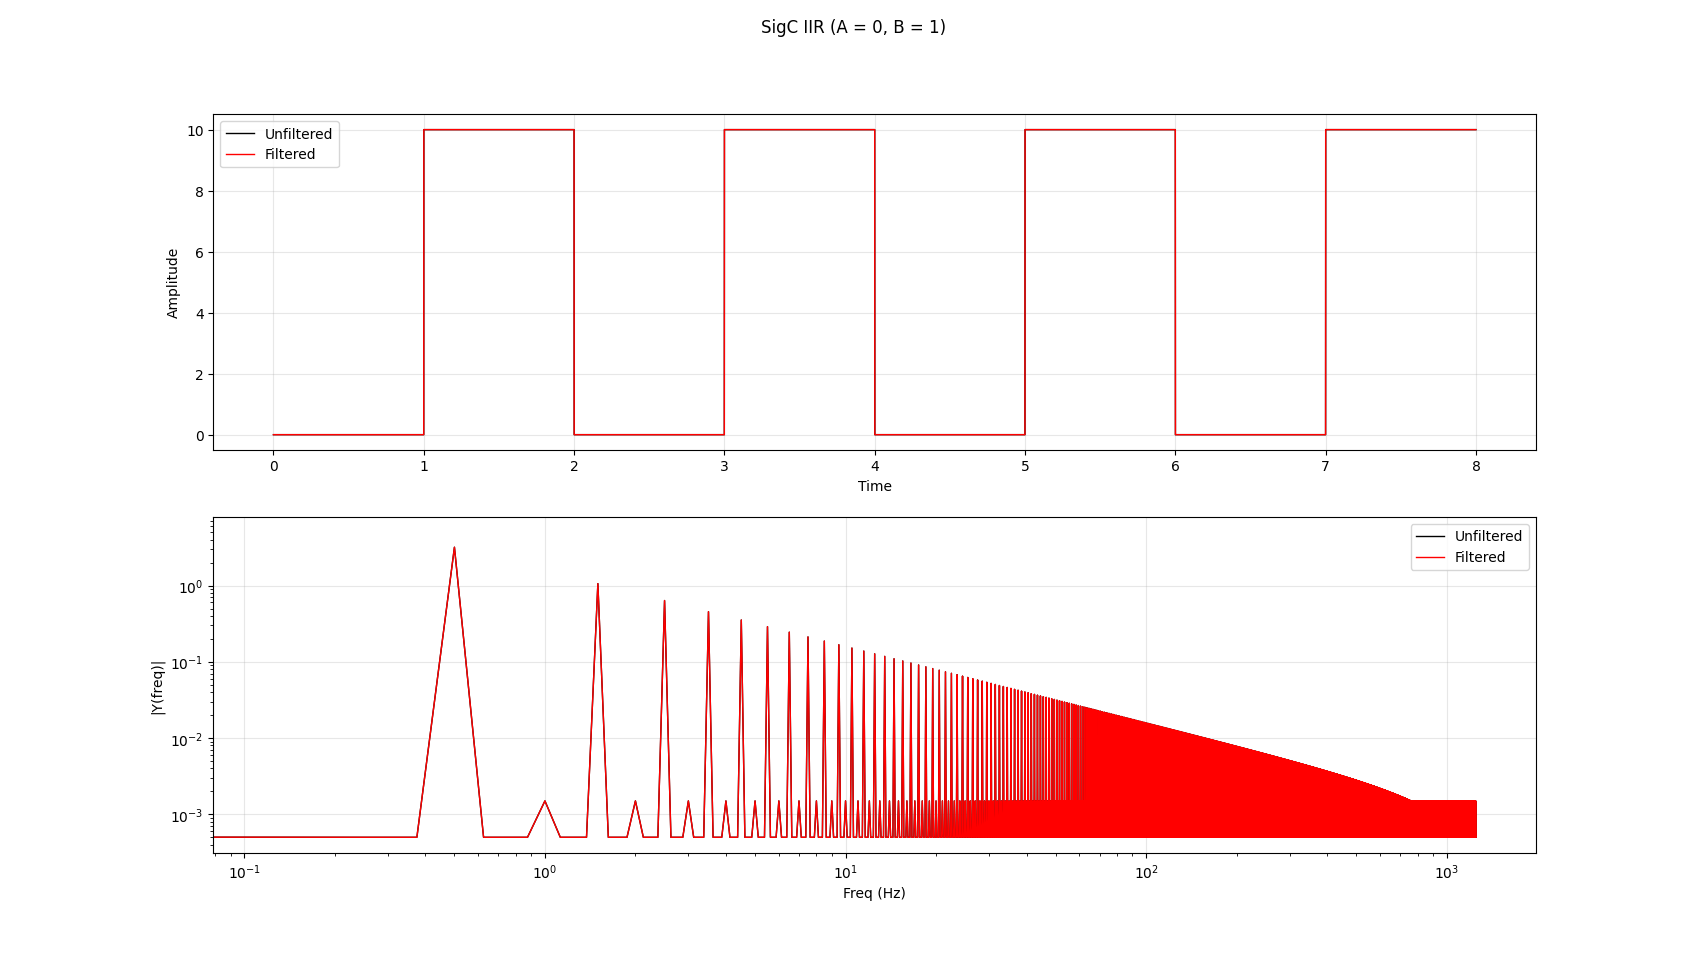 SigC IIR (A = 0, B = 1)
Unfiltered
Filtered
10
8
6
4
2
0
Amplitude
0 1 2 3 4 5 6 7 8
Time
Unfiltered
Filtered
10⁰
10⁻¹
10⁻²
10⁻³
|Y(freq)|
10⁻¹ 10⁰ 10¹ 10² 10³
Freq (Hz)